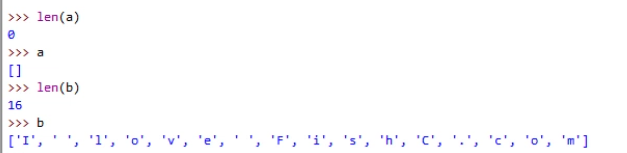 >>> len(a)
0
>>> a
[]
>>> len(b)
16
>>> b
['I', ' ', 'l', 'o', 'v', 'e', ' ', 'F', 'i', 's', 'h', 'C', '.', 'c', 'o', 'm']